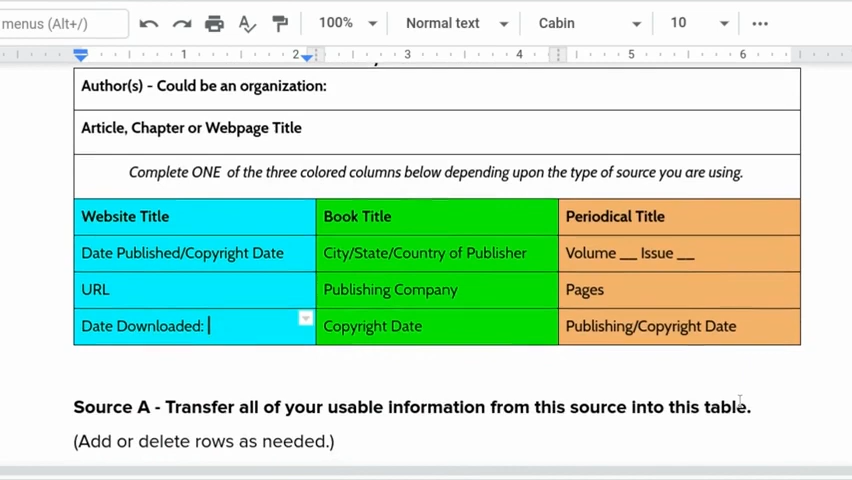 menus (Alt+/)
100%
Normal text
Cabin
10
1 2 3 4 5 6
Author(s) - Could be an organization:
Article, Chapter or Webpage Title
Complete ONE of the three colored columns below depending upon the type of source you are using.
Website Title Book Title Periodical Title
Date Published/Copyright Date City/State/Country of Publisher Volume __ Issue __
URL Publishing Company Pages
Date Downloaded: Copyright Date Publishing/Copyright Date
Source A - Transfer all of your usable information from this source into this table.
(Add or delete rows as needed.)